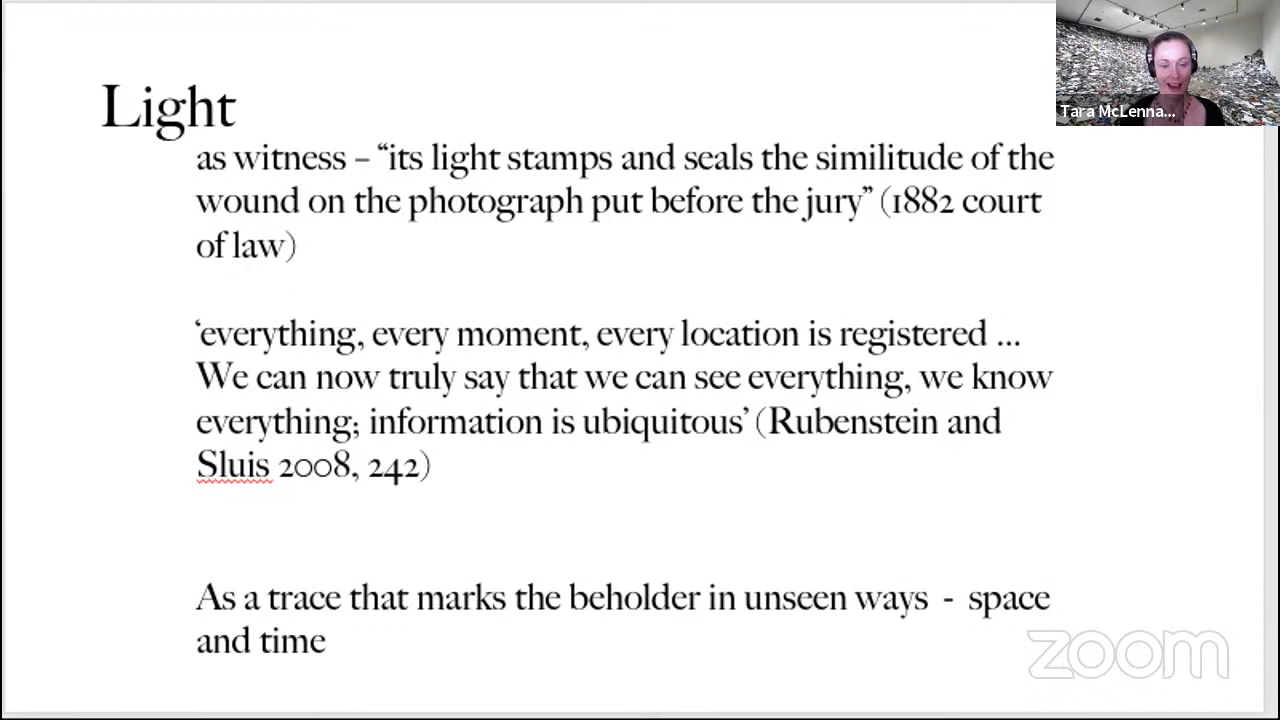 Light
as witness – “its light stamps and seals the similitude of the
wound on the photograph put before the jury” (1882 court
of law)
‘everything, every moment, every location is registered ...
We can now truly say that we can see everything, we know
everything; information is ubiquitous’ (Rubenstein and
Sluis 2008, 242)
As a trace that marks the beholder in unseen ways - space
and time
Tara McLenna...
zoom